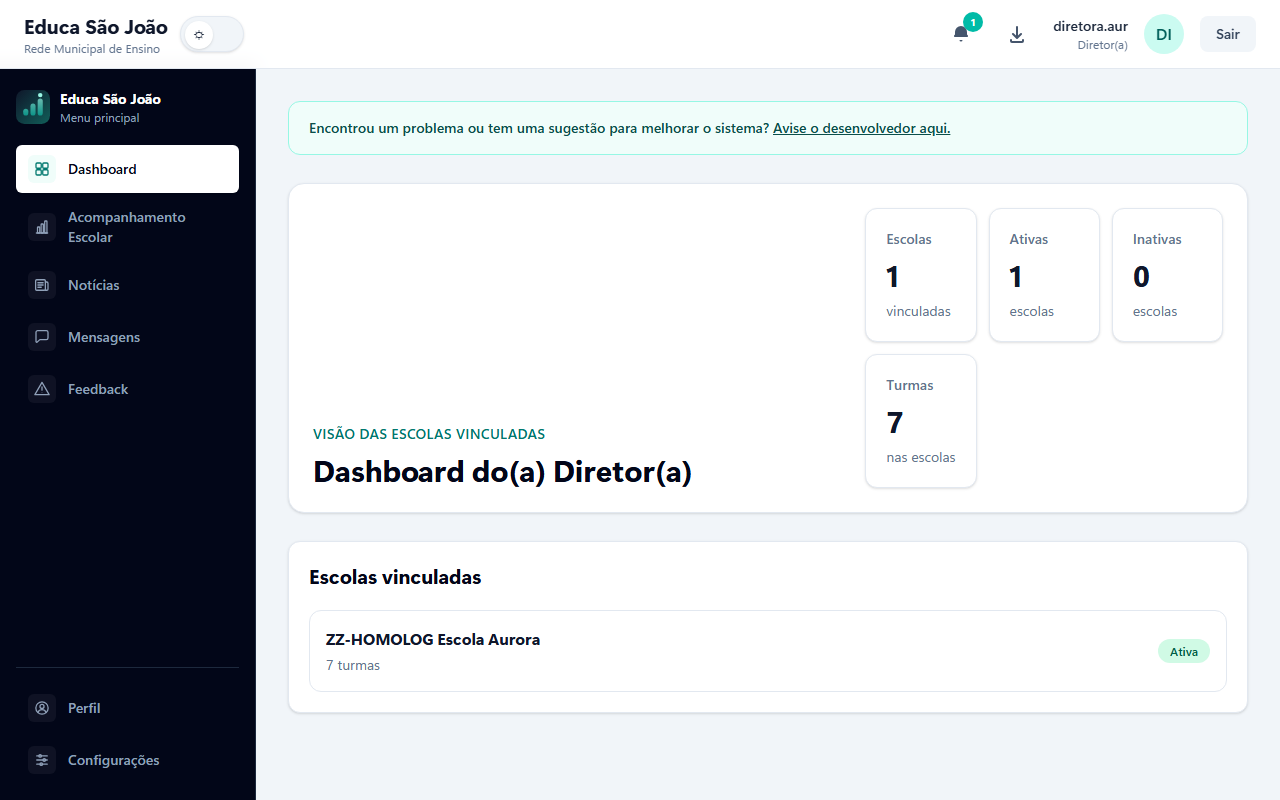 Educa São João
Rede Municipal de Ensino
1
diretora.aur
Diretor(a)
DI
Sair
Educa São João
Menu principal
Dashboard
Acompanhamento
Escolar
Notícias
Mensagens
Feedback
Perfil
Configurações
Encontrou um problema ou tem uma sugestão para melhorar o sistema? Avise o desenvolvedor aqui.
VISÃO DAS ESCOLAS VINCULADAS
Dashboard do(a) Diretor(a)
Escolas
1
vinculadas
Ativas
1
escolas
Inativas
0
escolas
Turmas
7
nas escolas
Escolas vinculadas
ZZ-HOMOLOG Escola Aurora
7 turmas
Ativa